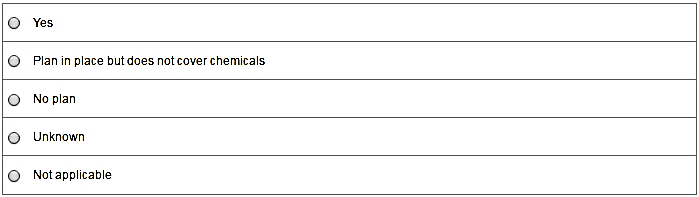 Yes
Plan in place but does not cover chemicals
No plan
Unknown
Not applicable